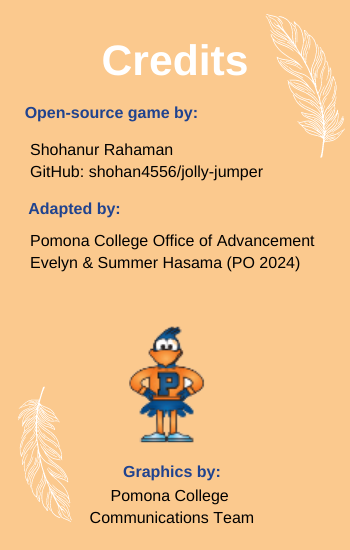 Credits
Open-source game by:
Shohanur Rahaman
GitHub: shohan4556/jolly-jumper
Adapted by:
Pomona College Office of Advancement
Evelyn & Summer Hasama (PO 2024)
P
Graphics by:
Pomona College
Communications Team